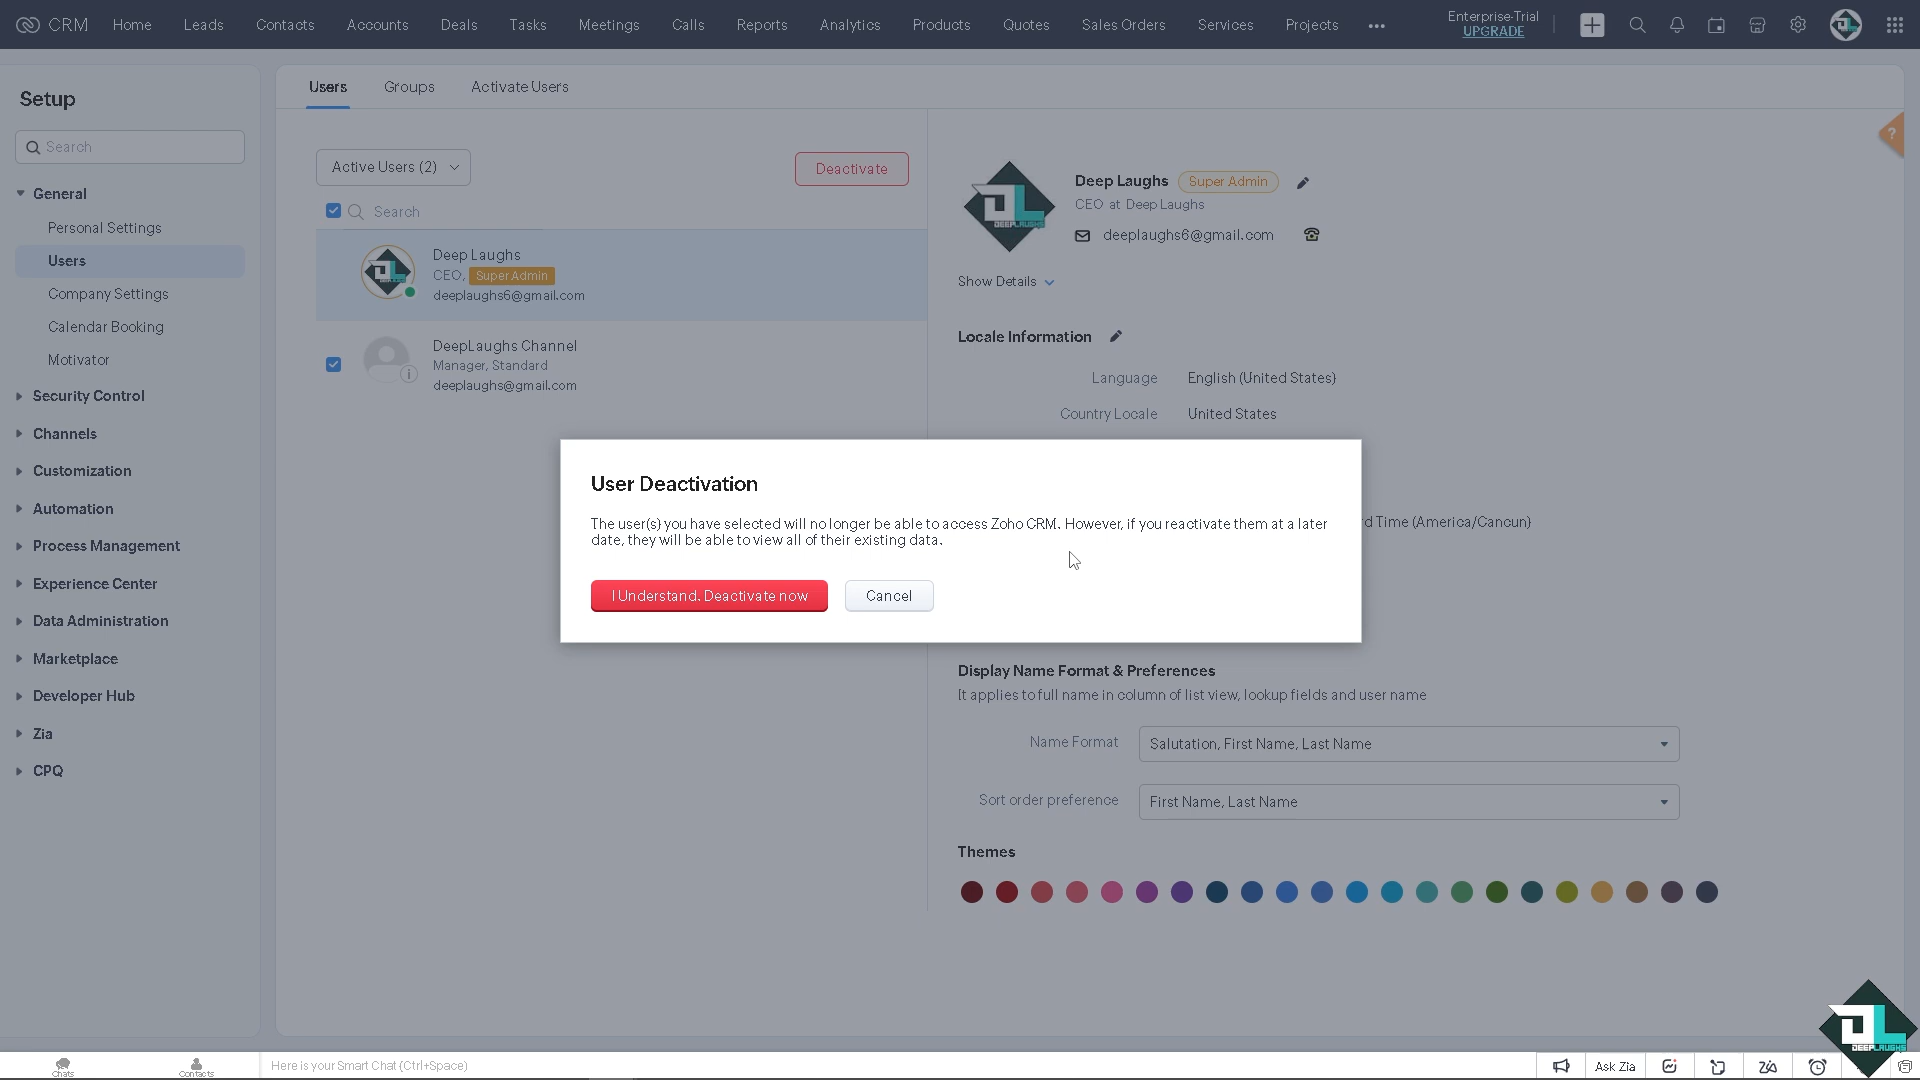 CRM
Home
Leads
Contacts
Accounts
Deals
Tasks
Meetings
Calls
Reports
Analytics
Products
Quotes
Sales Orders
Services
Projects
Enterprise-Trial
UPGRADE
Setup
Search
General
Personal Settings
Users
Company Settings
Calendar Booking
Motivator
Security Control
Channels
Customization
Automation
Process Management
Experience Center
Data Administration
Marketplace
Developer Hub
Zia
CPQ
Users
Groups
Activate Users
Active Users (2)
Deactivate
Search
Deep Laughs
CEO, Super Admin
deeplaughs6@gmail.com
DeepLaughs Channel
Manager, Standard
deeplaughs@gmail.com
?
DEEPLAUGHS
Deep Laughs Super Admin
CEO at Deep Laughs
deeplaughs6@gmail.com
Show Details
Locale Information
Language English (United States)
Country Locale United States
d Time (America/Cancun)
User Deactivation
The user(s) you have selected will no longer be able to access Zoho CRM. However, if you reactivate them at a later
date, they will be able to view all of their existing data.
I Understand. Deactivate now
Cancel
Display Name Format & Preferences
It applies to full name in column of list view, lookup fields and user name
Name Format Salutation, First Name, Last Name
Sort order preference First Name, Last Name
Themes
Chats
Contacts
Here is your Smart Chat (Ctrl+Space)
Ask Zia
DEEPLAUGHS